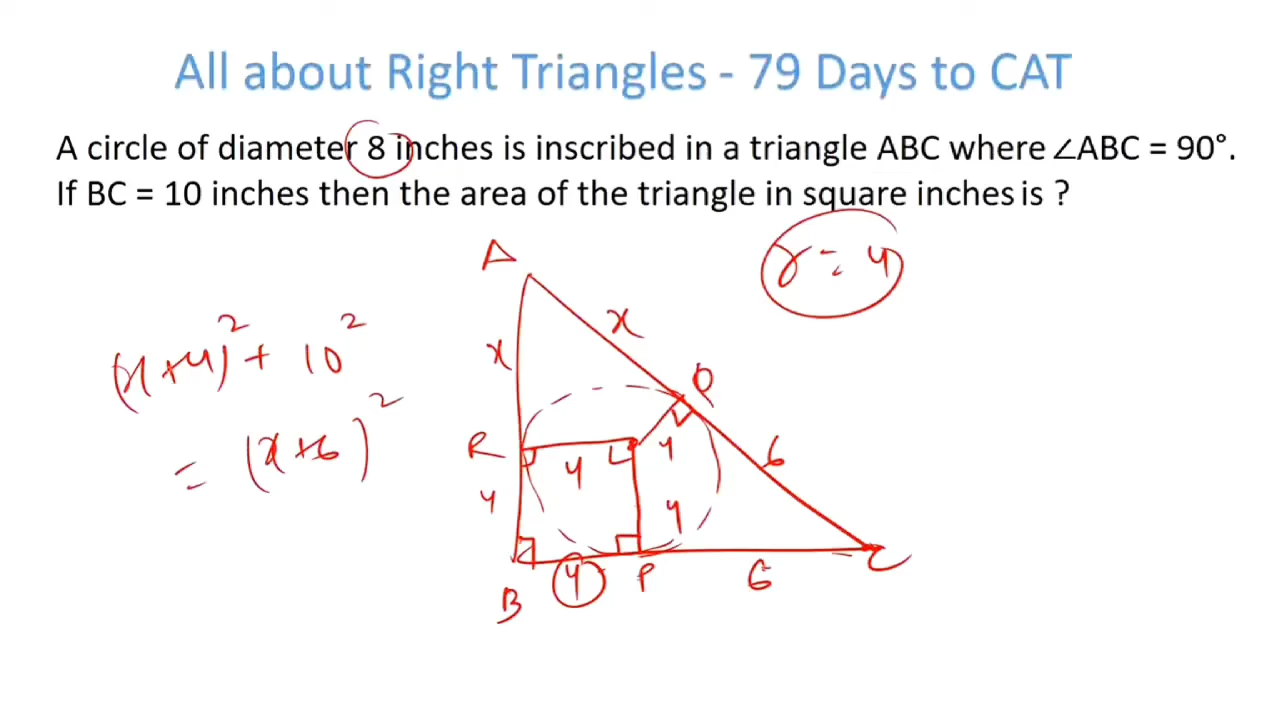 All about Right Triangles - 79 Days to CAT
A circle of diameter 8 inches is inscribed in a triangle ABC where ∠ABC = 90°.
If BC = 10 inches then the area of the triangle in square inches is ?
r = 4
A
x
x
(x+4)² + 10²
= (x+6)²
Q
R
4
4
6
4
4
B
4
P
6
C